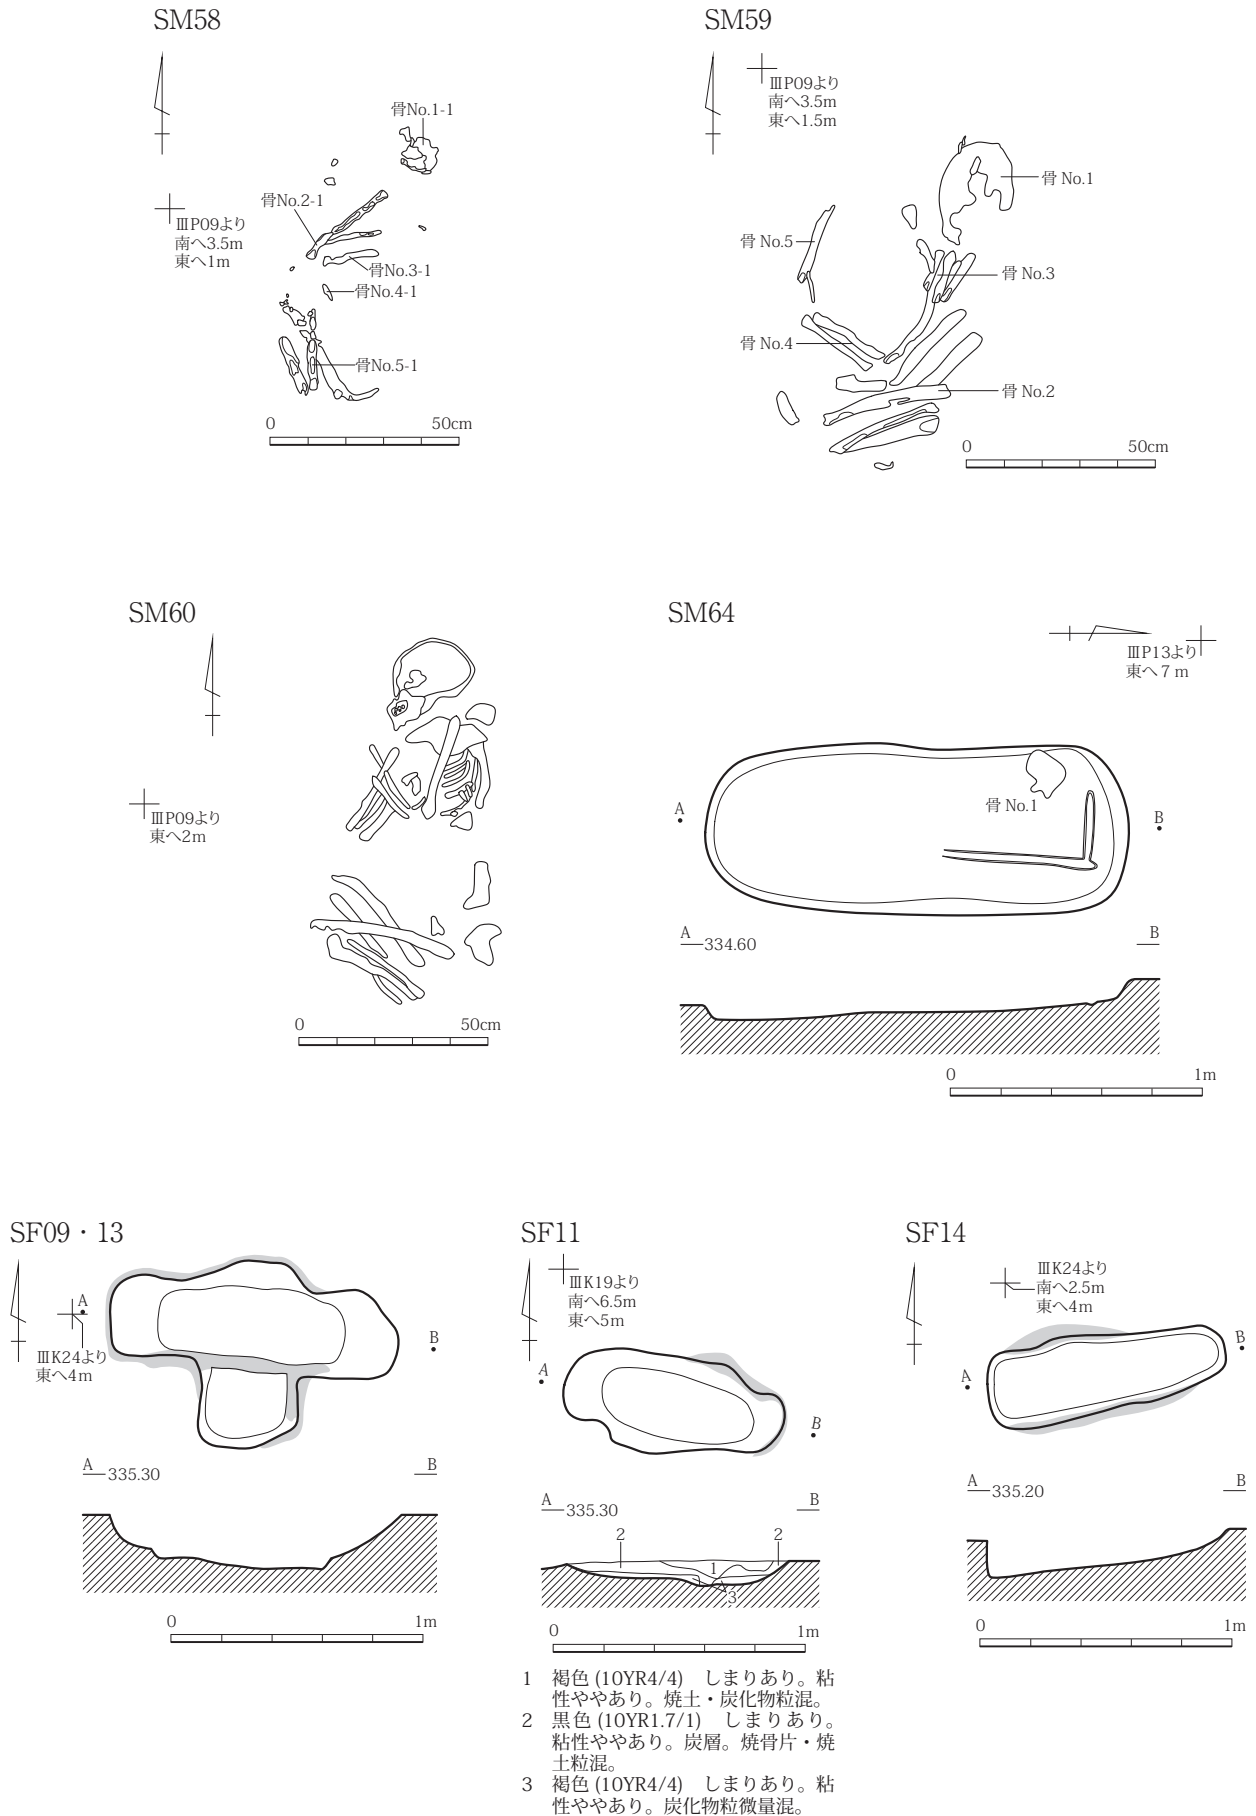 SM58
骨No.1-1
骨No.2-1
ⅢP09より
南へ3.5m
東へ1m
骨No.3-1
骨No.4-1
骨No.5-1
0 50cm
SM59
ⅢP09より
南へ3.5m
東へ1.5m
骨 No.1
骨 No.5
骨 No.3
骨 No.4
骨 No.2
0 50cm
SM60
ⅢP09より
東へ2m
0 50cm
SM64
ⅢP13より
東へ7 m
骨 No.1
A B
A 334.60 B
0 1m
SF09・13
A
B
ⅢK24より
東へ4m
A 335.30 B
0 1m
SF11
ⅢK19より
南へ6.5m
東へ5m
A
B
A 335.30 B
2 2
1
3
0 1m
1 褐色 (10YR4/4) しまりあり。粘
性ややあり。焼土・炭化物粒混。
2 黒色 (10YR1.7/1) しまりあり。
粘性ややあり。炭層。焼骨片・焼
土粒混。
3 褐色 (10YR4/4) しまりあり。粘
性ややあり。炭化物粒微量混。
SF14
ⅢK24より
南へ2.5m
東へ4m
B
A
A 335.20 B
0 1m